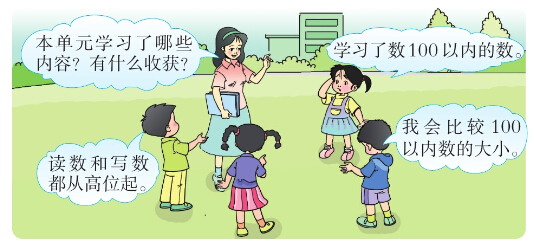 本单元学习了哪些
内容？有什么收获？
学习了数100以内的数。
读数和写数
都从高位起。
我会比较100
以内数的大小。